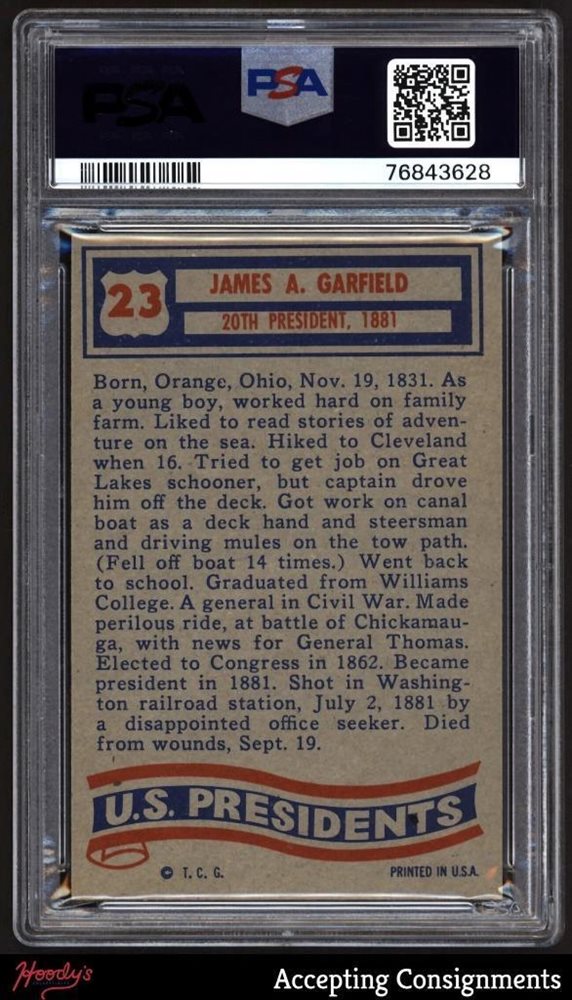 PSA
PSA
76843628
23
JAMES A. GARFIELD
20TH PRESIDENT, 1881
Born, Orange, Ohio, Nov. 19, 1831. As
a young boy, worked hard on family
farm. Liked to read stories of adven-
ture on the sea. Hiked to Cleveland
when 16. Tried to get job on Great
Lakes schooner, but captain drove
him off the deck. Got work on canal
boat as a deck hand and steersman
and driving mules on the tow path.
(Fell off boat 14 times.) Went back
to school. Graduated from Williams
College. A general in Civil War. Made
perilous ride, at battle of Chickamau-
ga, with news for General Thomas.
Elected to Congress in 1862. Became
president in 1881. Shot in Washing-
ton railroad station, July 2, 1881 by
a disappointed office seeker. Died
from wounds, Sept. 19.
U.S. PRESIDENTS
© T. C. G.
PRINTED IN U.S.A.
Hoody's
Accepting Consignments